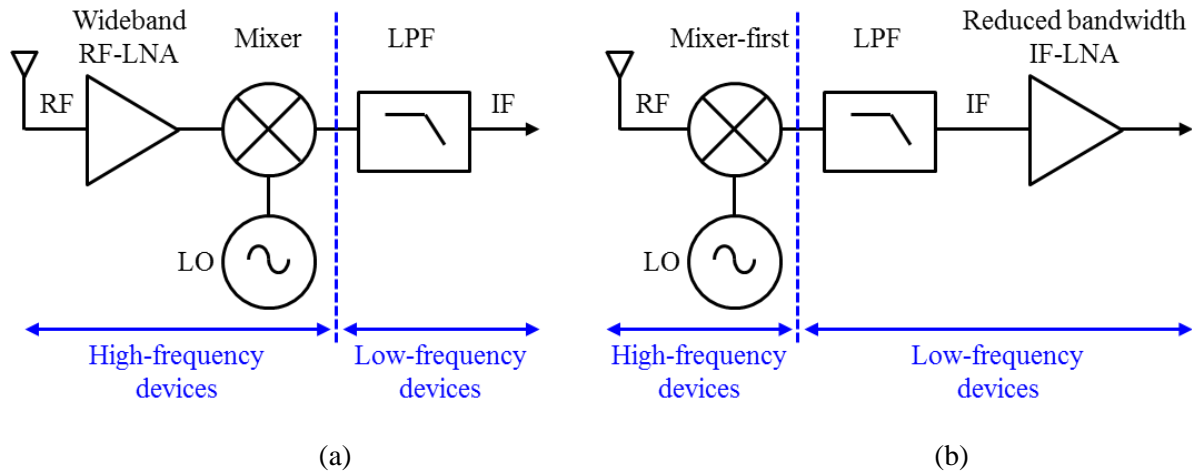 Wideband
RF-LNA
Mixer
LPF
RF
IF
LO
High-frequency
devices
Low-frequency
devices
(a)
Mixer-first
LPF
Reduced bandwidth
IF-LNA
RF
IF
LO
High-frequency
devices
Low-frequency
devices
(b)